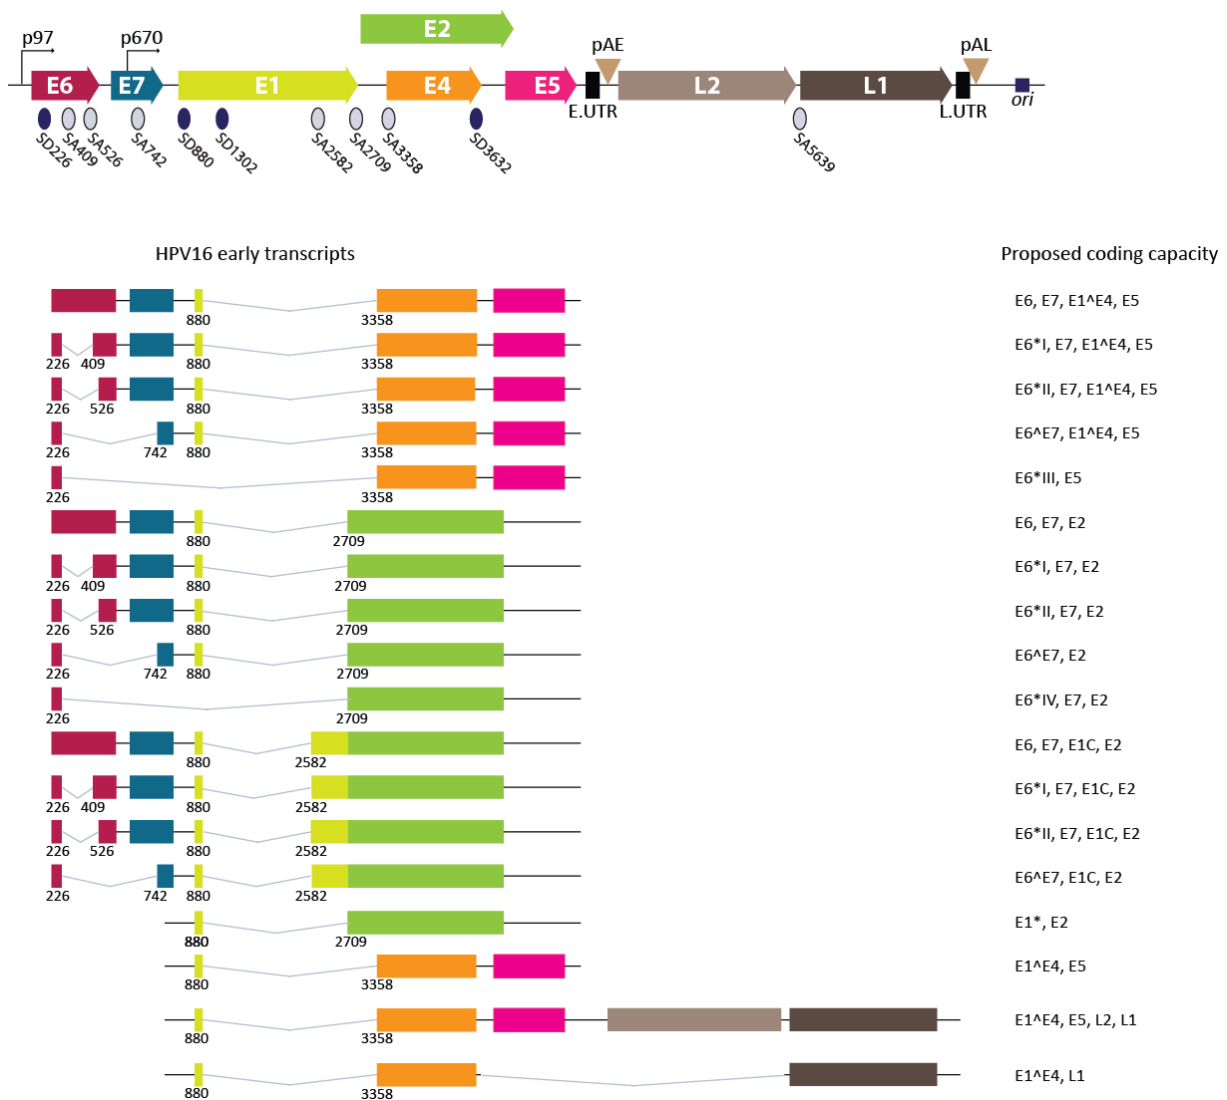 E2
p97 p670 pAE pAL
E6 E7 E1 E4 E5 L2 L1
E.UTR L.UTR ori
SD226 SA409 SA526 SA742 SD880 SD1302 SA2582 SA2709 SA3358 SD3632 SA5639
HPV16 early transcripts Proposed coding capacity
E6, E7, E1^E4, E5
880 3358
E6*I, E7, E1^E4, E5
226 409 880 3358
E6*II, E7, E1^E4, E5
226 526 880 3358
E6^E7, E1^E4, E5
226 742 880 3358
E6*III, E5
226 3358
E6, E7, E2
880 2709
E6*I, E7, E2
226 409 880 2709
E6*II, E7, E2
226 526 880 2709
E6^E7, E2
226 742 880 2709
E6*IV, E7, E2
226 2709
E6, E7, E1C, E2
880 2582
E6*I, E7, E1C, E2
226 409 880 2582
E6*II, E7, E1C, E2
226 526 880 2582
E6^E7, E1C, E2
226 742 880 2582
E1*, E2
880 2709
E1^E4, E5
880 3358
E1^E4, E5, L2, L1
880 3358
E1^E4, L1
880 3358